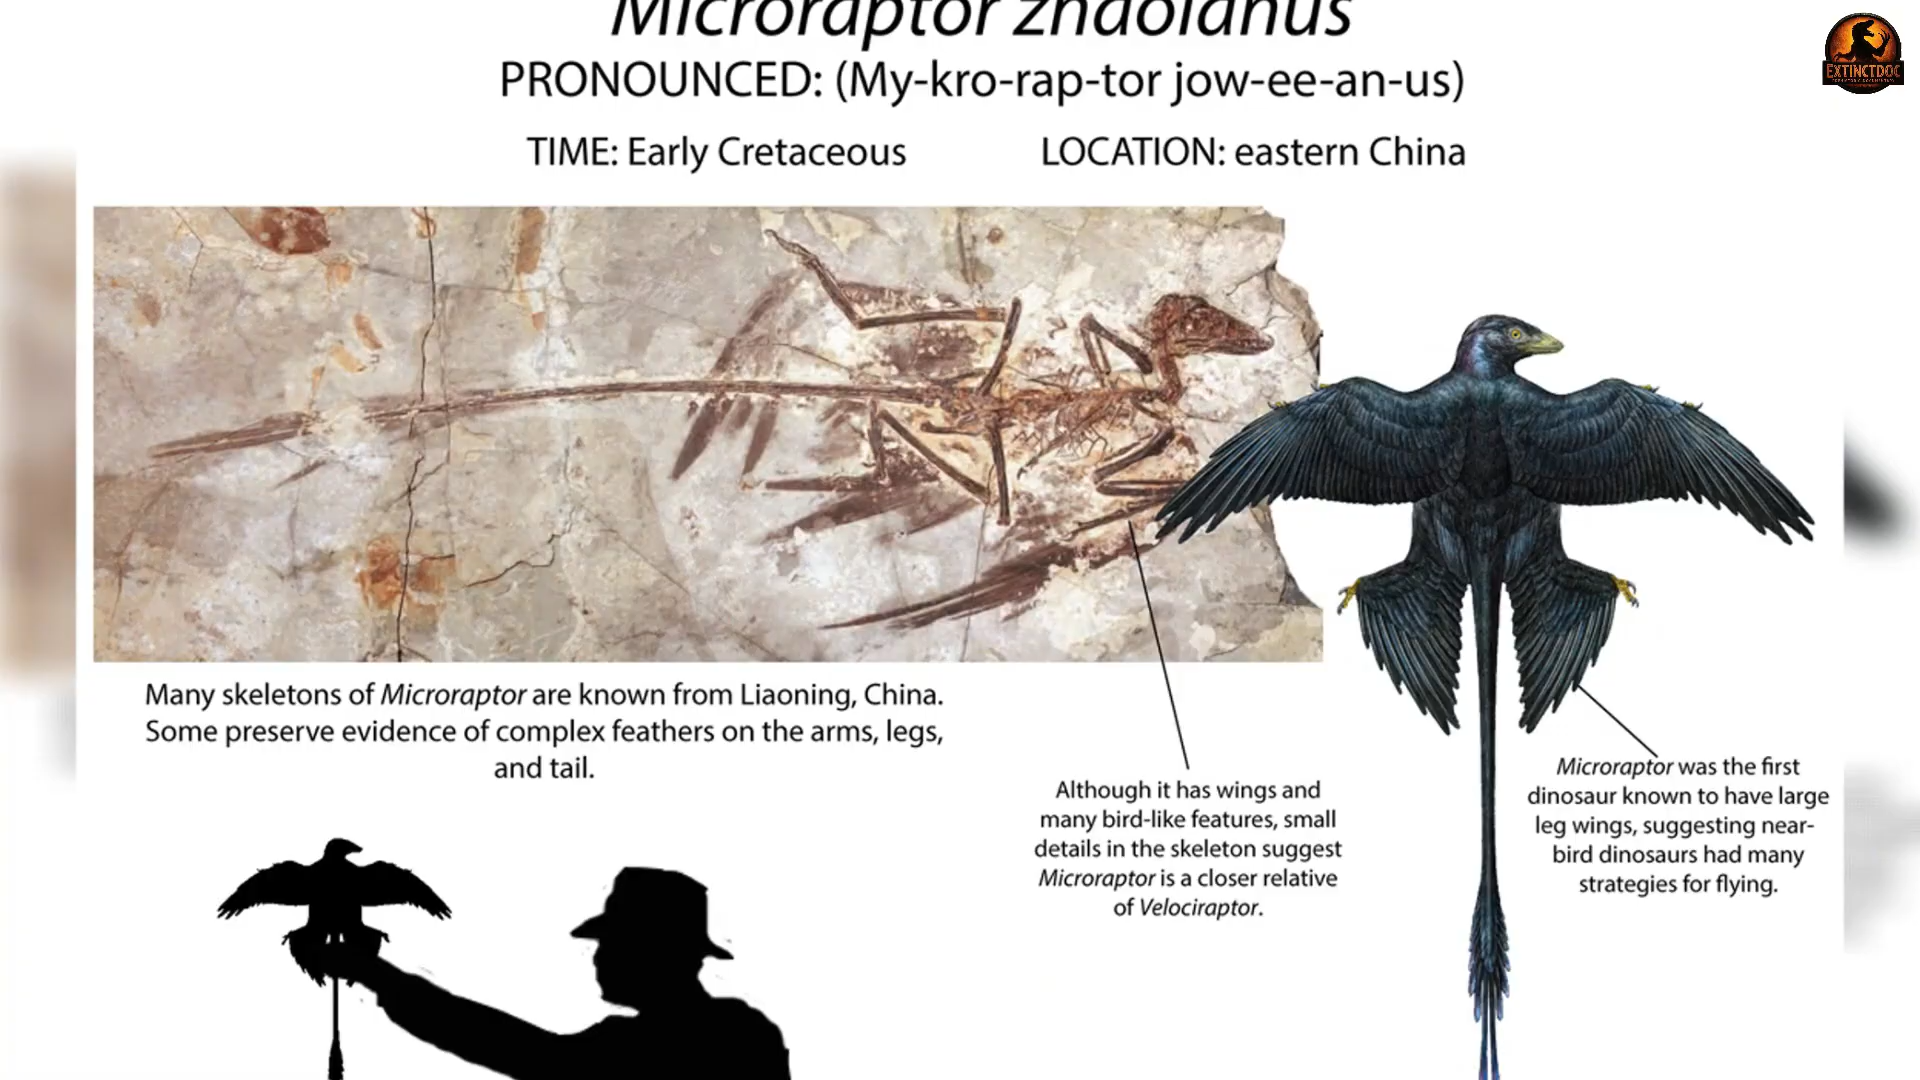 Microraptor zhaoianus
PRONOUNCED: (My-kro-rap-tor jow-ee-an-us)
TIME: Early Cretaceous LOCATION: eastern China
Many skeletons of Microraptor are known from Liaoning, China.
Some preserve evidence of complex feathers on the arms, legs,
and tail.
Although it has wings and
many bird-like features, small
details in the skeleton suggest
Microraptor is a closer relative
of Velociraptor.
Microraptor was the first
dinosaur known to have large
leg wings, suggesting near-
bird dinosaurs had many
strategies for flying.
EXTINCTDOC